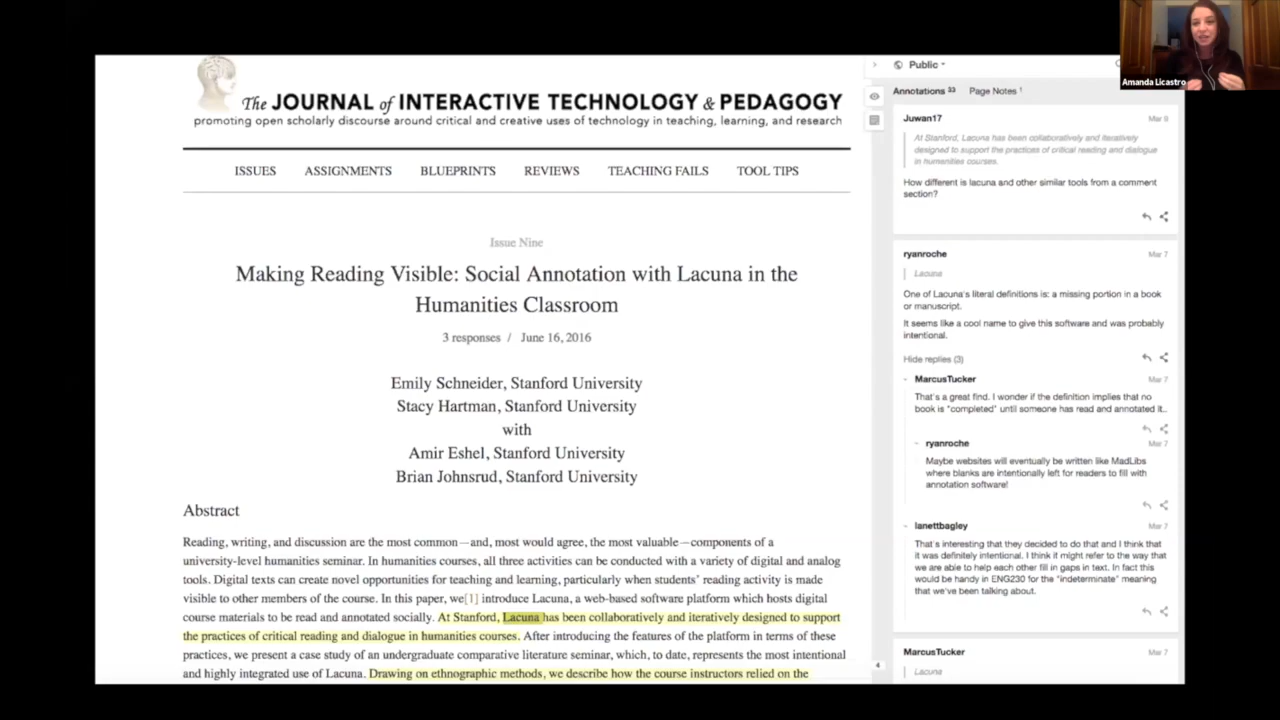 Amanda Licastro
The JOURNAL of INTERACTIVE TECHNOLOGY & PEDAGOGY
promoting open scholarly discourse around critical and creative uses of technology in teaching, learning, and research
ISSUES ASSIGNMENTS BLUEPRINTS REVIEWS TEACHING FAILS TOOL TIPS
Issue Nine
Making Reading Visible: Social Annotation with Lacuna in the
Humanities Classroom
3 responses / June 16, 2016
Emily Schneider, Stanford University
Stacy Hartman, Stanford University
with
Amir Eshel, Stanford University
Brian Johnsrud, Stanford University
Abstract
Reading, writing, and discussion are the most common—and, most would agree, the most valuable—components of a
university-level humanities seminar. In humanities courses, all three activities can be conducted with a variety of digital and analog
tools. Digital texts can create novel opportunities for teaching and learning, particularly when students' reading activity is made
visible to other members of the course. In this paper, we[1] introduce Lacuna, a web-based software platform which hosts digital
course materials to be read and annotated socially. At Stanford, Lacuna has been collaboratively and iteratively designed to support
the practices of critical reading and dialogue in humanities courses. After introducing the features of the platform in terms of these
practices, we present a case study of an undergraduate comparative literature seminar, which, to date, represents the most intentional
and highly integrated use of Lacuna. Drawing on ethnographic methods, we describe how the course instructors relied on the
Public
Annotations 33 Page Notes 1
Juwan17 Mar 9
At Stanford, Lacuna has been collaboratively and iteratively
designed to support the practices of critical reading and dialogue
in humanities courses.
How different is lacuna and other similar tools from a comment
section?
ryanroche Mar 7
Lacuna
One of Lacuna's literal definitions is: a missing portion in a book
or manuscript.
It seems like a cool name to give this software and was probably
intentional.
Hide replies (3)
MarcusTucker Mar 7
That's a great find. I wonder if the definition implies that no
book is "completed" until someone has read and annotated it..
ryanroche Mar 7
Maybe websites will eventually be written like MadLibs
where blanks are intentionally left for readers to fill with
annotation software!
lanettbagley Mar 7
That's interesting that they decided to do that and I think that
it was definitely intentional. I think it might refer to the way that
we are able to help each other fill in gaps in text. In fact this
would be handy in ENG230 for the "indeterminate" meaning
that we've been talking about.
4
MarcusTucker Mar 7
Lacuna